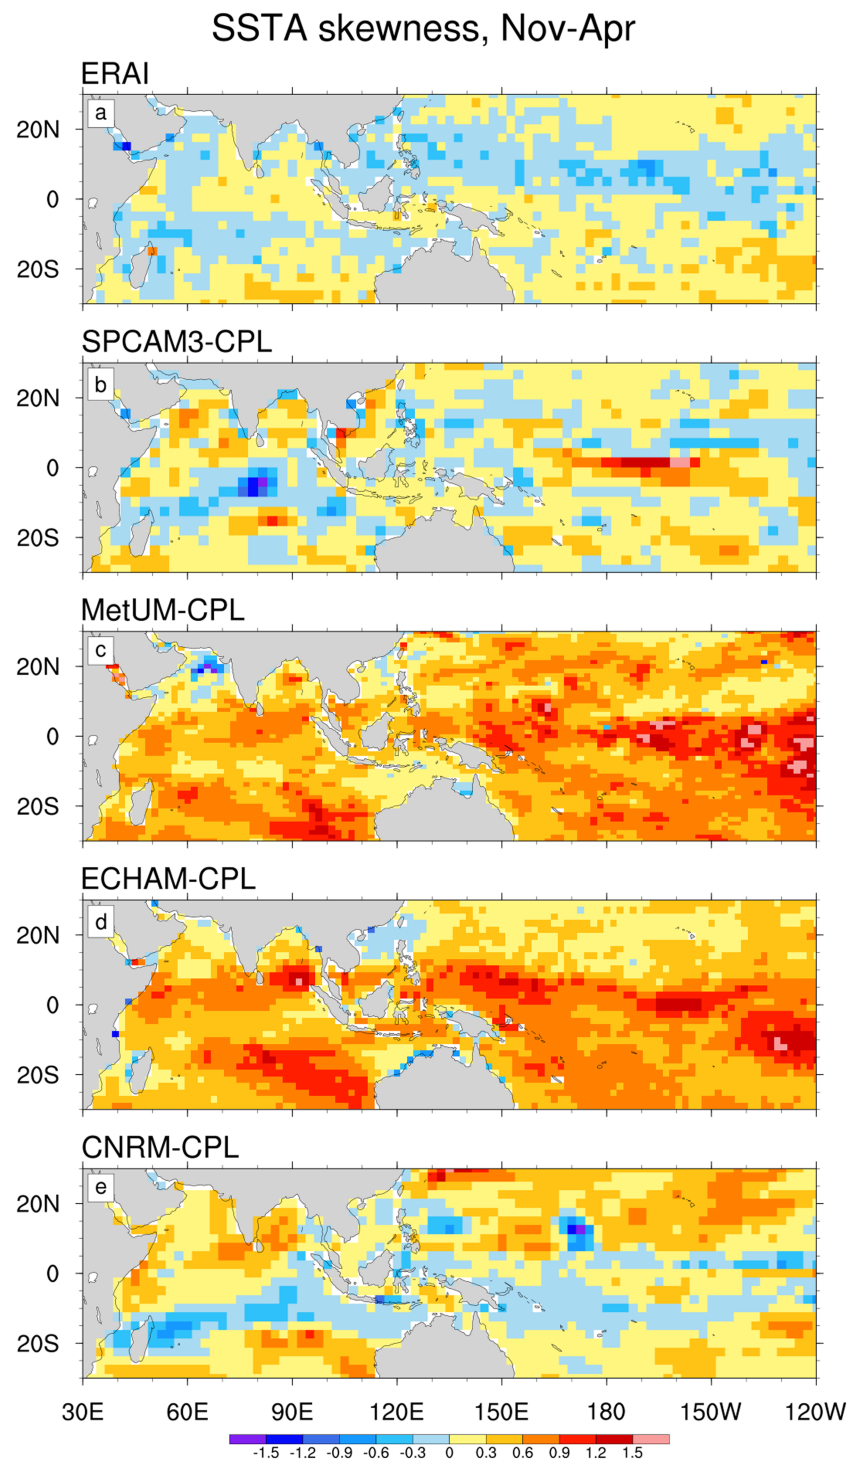 SSTA skewness, Nov-Apr
ERAI
a
20N
0
20S
SPCAM3-CPL
b
20N
0
20S
MetUM-CPL
c
20N
0
20S
ECHAM-CPL
d
20N
0
20S
CNRM-CPL
e
20N
0
20S
30E 60E 90E 120E 150E 180 150W 120W
-1.5 -1.2 -0.9 -0.6 -0.3 0 0.3 0.6 0.9 1.2 1.5